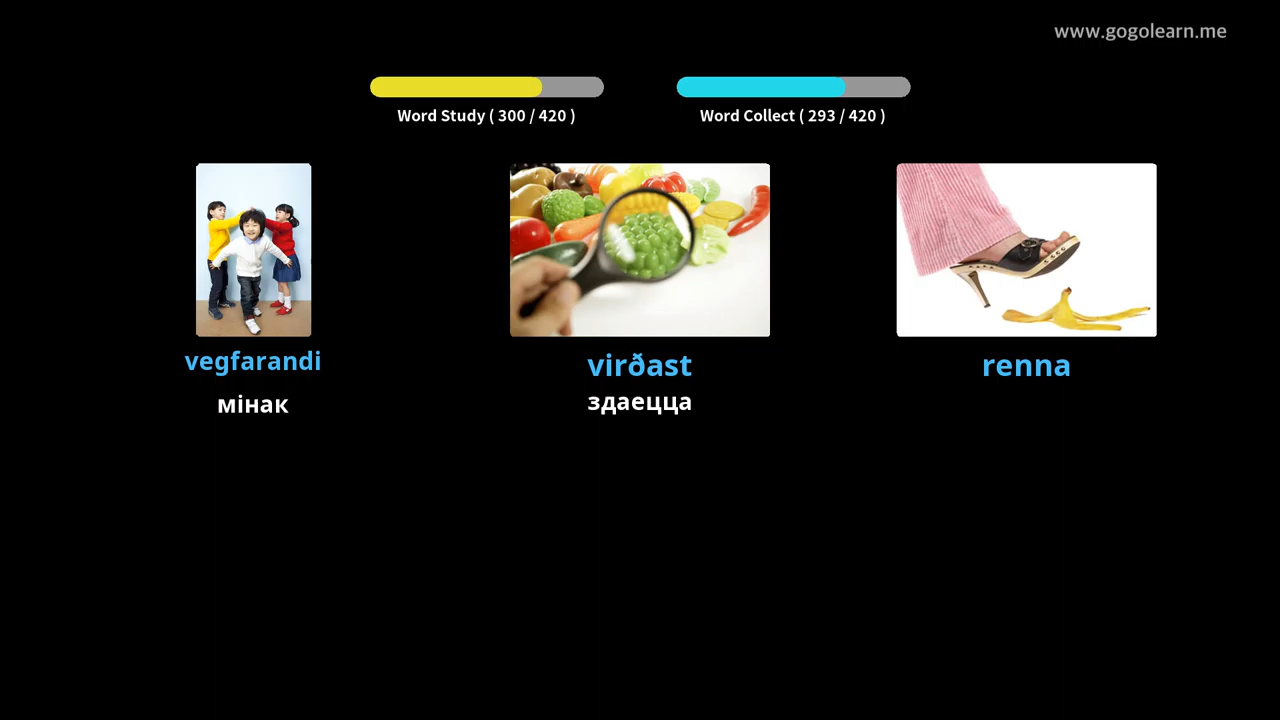 www.gogolearn.me
Word Study ( 300 / 420 )
Word Collect ( 293 / 420 )
vegfarandi
virðast
renna
мінак
здаецца